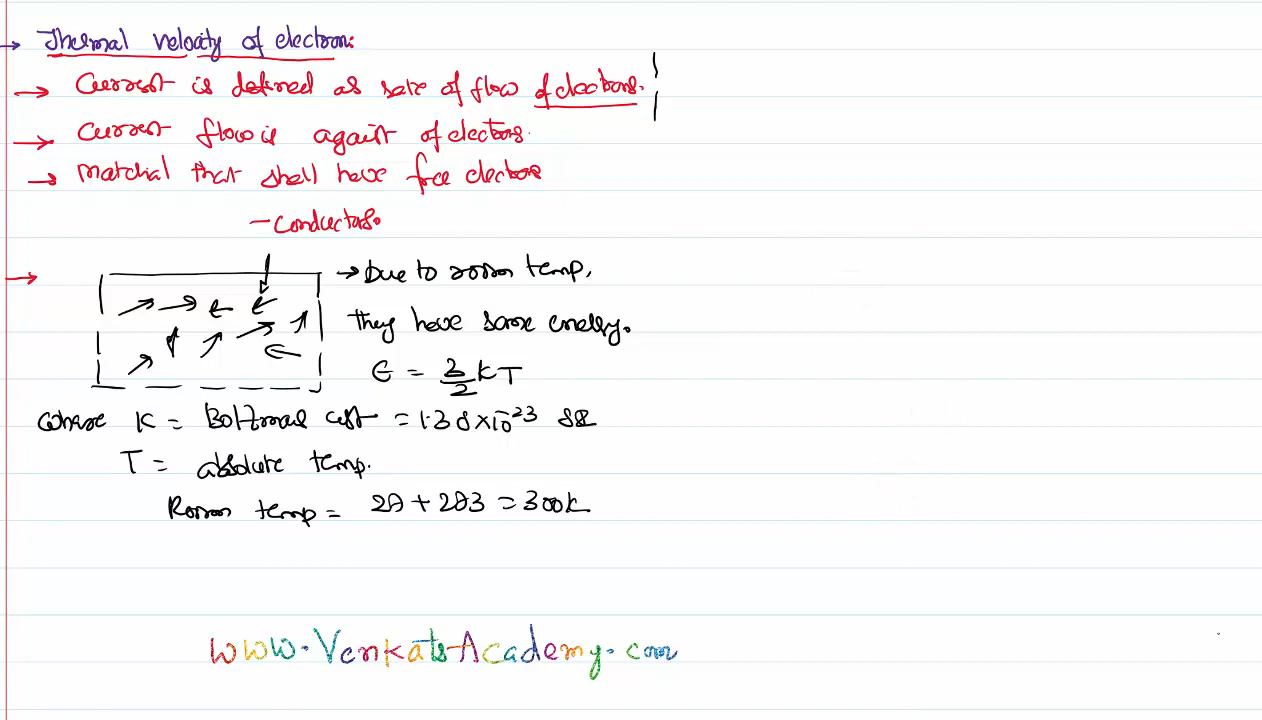 → Thermal velocity of electron:
→ Current is defined as rate of flow of electrons.
→ Current flow is against of electrons.
→ Material that shall have free electrons
- Conductors.
→ → Due to room temp,
they have some energy.
E = 3/2 KT
where K = Boltzman cost = 1.38×10^-23
T = absolute temp.
Room temp = 27 + 273 = 300k
www.VenkatsAcademy.com